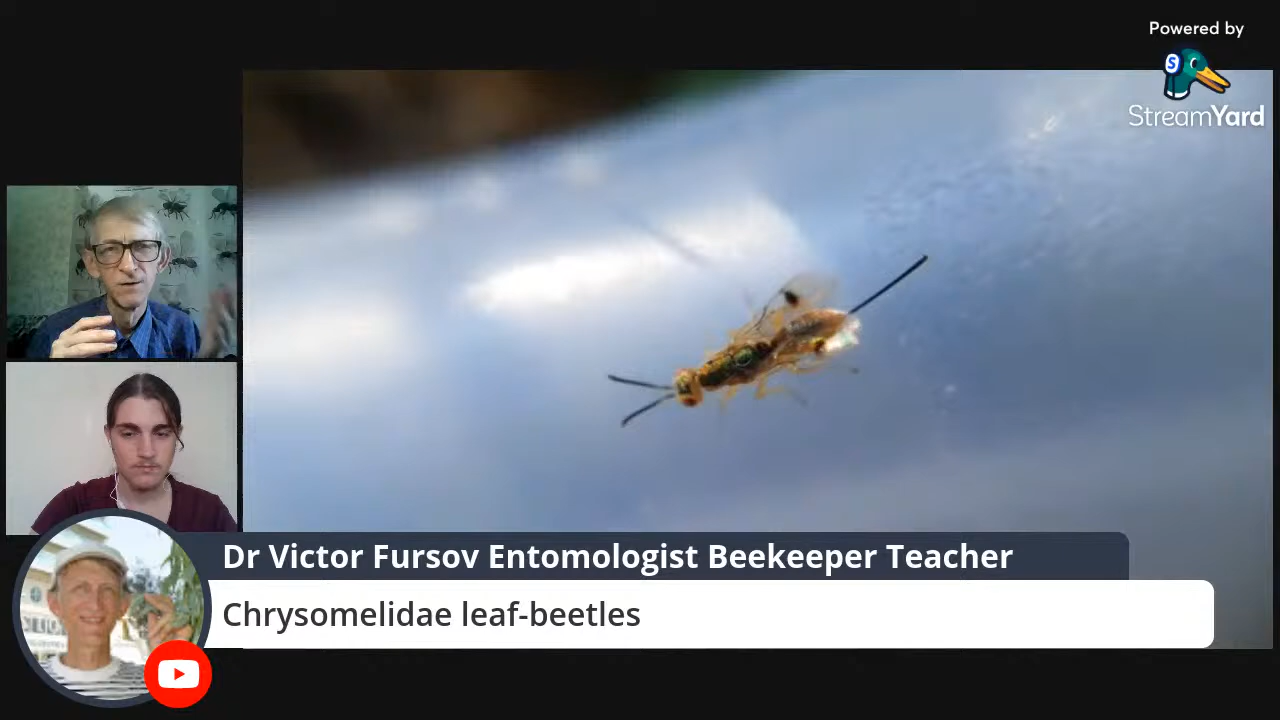 Powered by
StreamYard
Dr Victor Fursov Entomologist Beekeeper Teacher
Chrysomelidae leaf-beetles